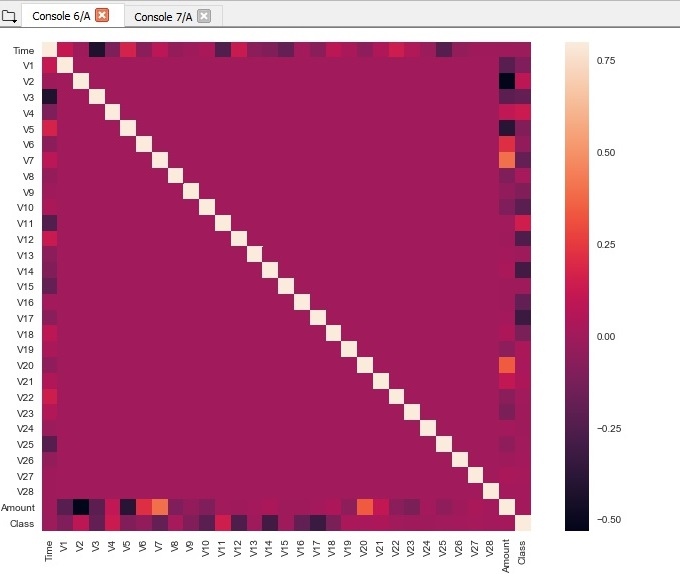 Console 6/A
Console 7/A
Time
V1
V2
V3
V4
V5
V6
V7
V8
V9
V10
V11
V12
V13
V14
V15
V16
V17
V18
V19
V20
V21
V22
V23
V24
V25
V26
V27
V28
Amount
Class
Time V1 V2 V3 V4 V5 V6 V7 V8 V9 V10 V11 V12 V13 V14 V15 V16 V17 V18 V19 V20 V21 V22 V23 V24 V25 V26 V27 V28 Amount Class
0.75
0.50
0.25
0.00
−0.25
−0.50